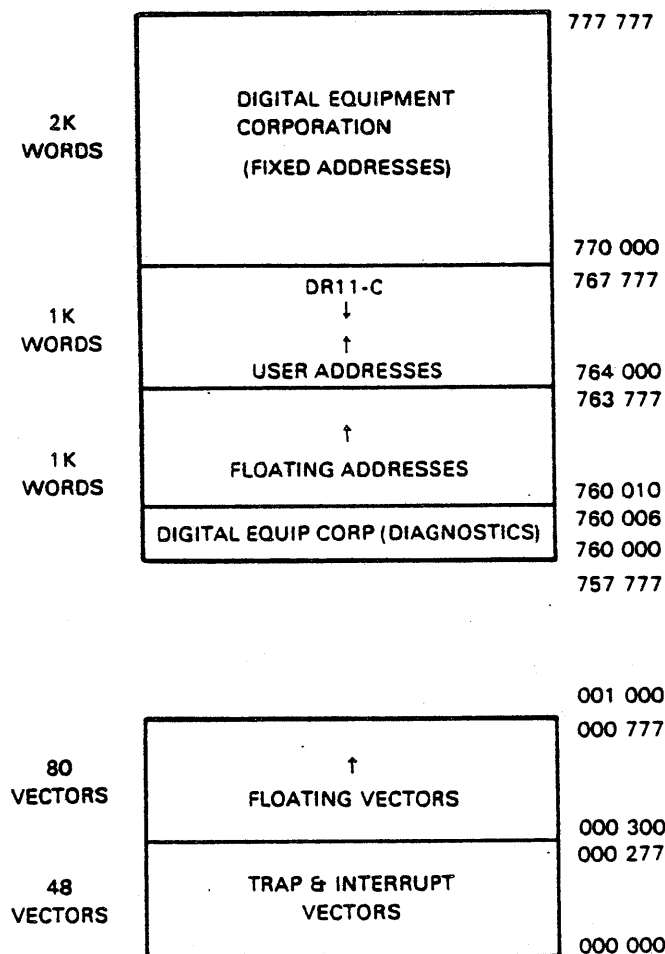 777 777
2K
WORDS
DIGITAL EQUIPMENT
CORPORATION
(FIXED ADDRESSES)
770 000
767 777
1K
WORDS
DR11-C
↓
↑
USER ADDRESSES
764 000
763 777
1K
WORDS
↑
FLOATING ADDRESSES
760 010
760 006
DIGITAL EQUIP CORP (DIAGNOSTICS)
760 000
757 777
001 000
000 777
80
VECTORS
↑
FLOATING VECTORS
000 300
000 277
48
VECTORS
TRAP & INTERRUPT
VECTORS
000 000